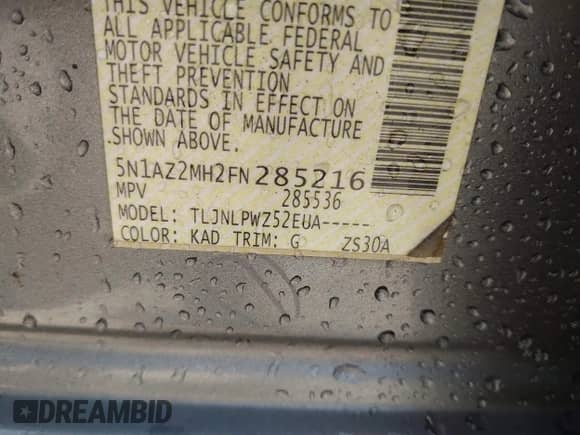 THIS VEHICLE CONFORMS TO
ALL APPLICABLE FEDERAL
MOTOR VEHICLE SAFETY AND
THEFT PREVENTION
STANDARDS IN EFFECT ON
THE DATE OF MANUFACTURE
SHOWN ABOVE.
5N1AZ2MH2FN285216
MPV 285536
MODEL: TLJNLPWZ52EUA-----
COLOR: KAD TRIM: G ZS30A
DREAMBID